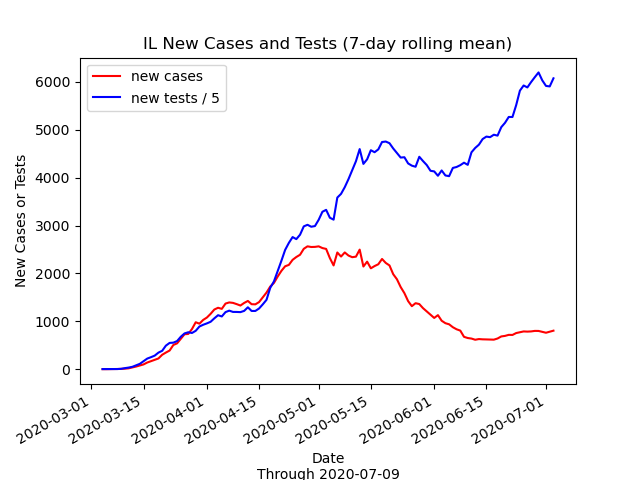 IL New Cases and Tests (7-day rolling mean)
new cases
new tests / 5
New Cases or Tests
6000
5000
4000
3000
2000
1000
0
2020-03-01
2020-03-15
2020-04-01
2020-04-15
2020-05-01
2020-05-15
2020-06-01
2020-06-15
2020-07-01
Date
Through 2020-07-09